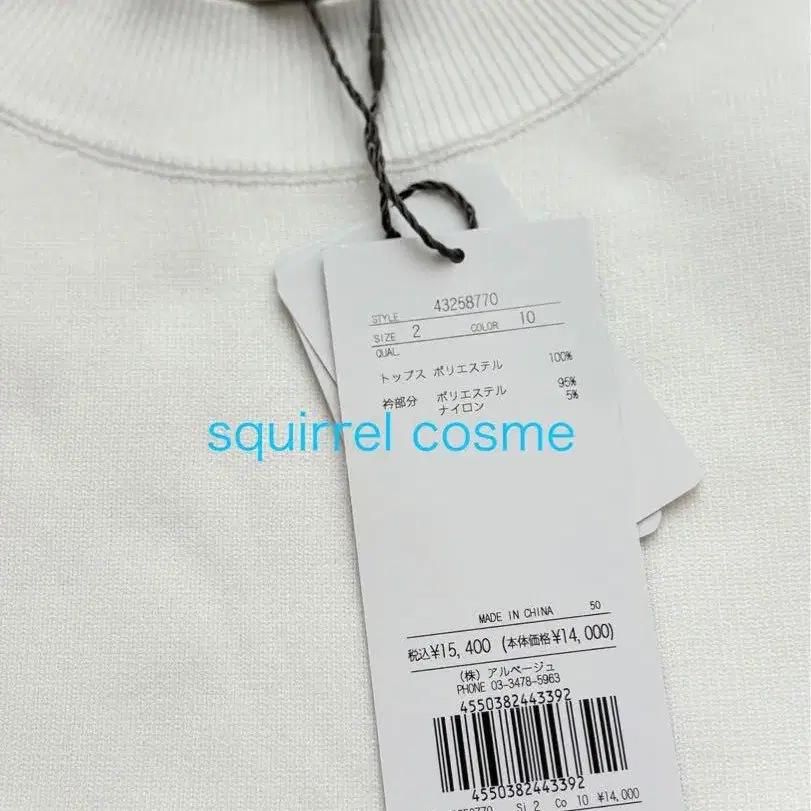 STYLE 43258770
SIZE 2 COLOR 10
QUAL.
トップス ポリエステル 100%
衿部分 ポリエステル 95%
ナイロン 5%
squirrel cosme
MADE IN CHINA 50
税込¥15,400 (本体価格¥14,000)
(株) アルページュ
PHONE 03-3478-5963
4550382443392
4550382443392
Si 2 Co 10 ¥14,000